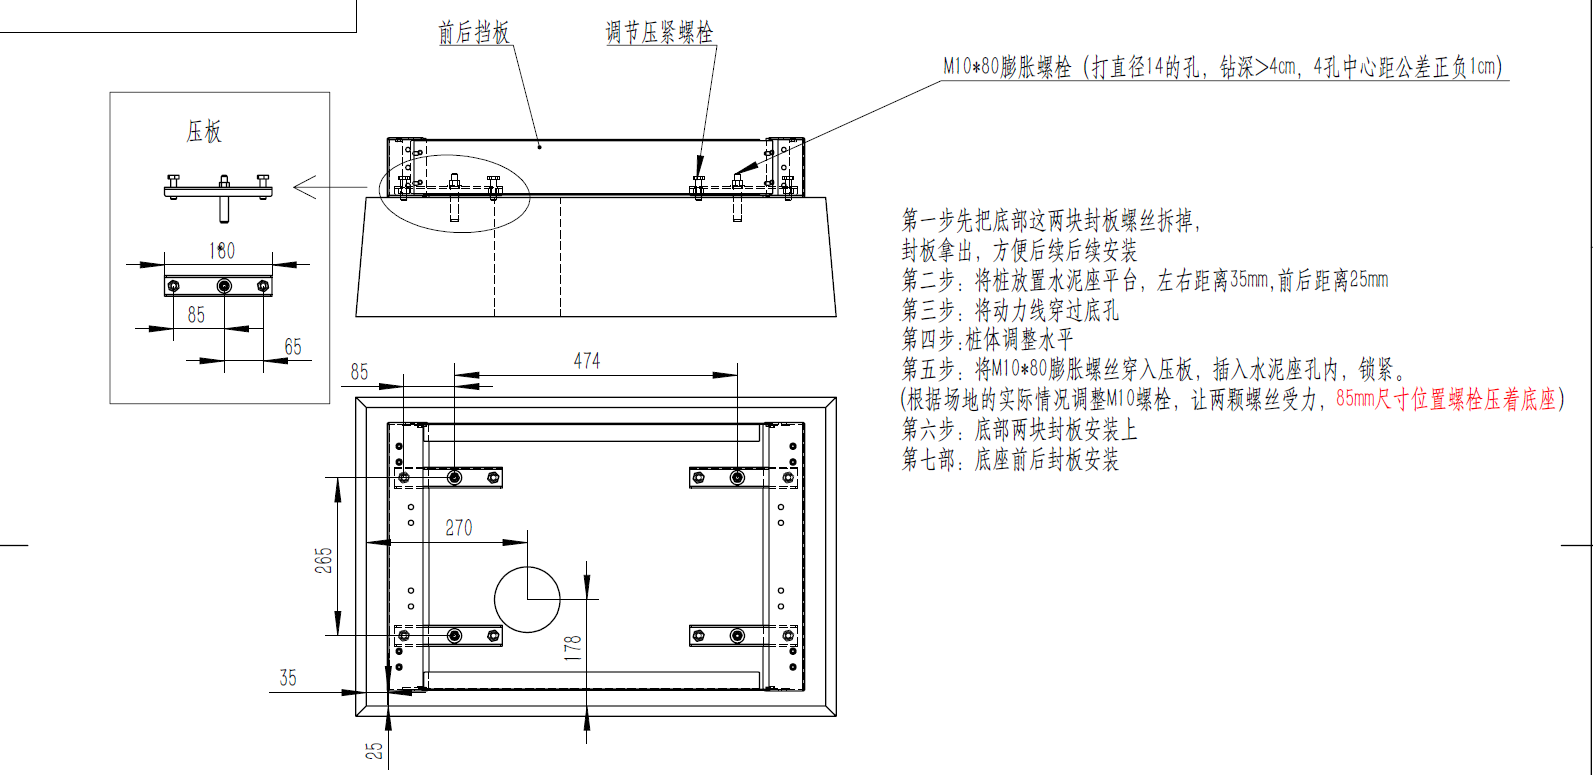 前后挡板
调节压紧螺栓
M10*80膨胀螺栓（打直径14的孔，钻深>4cm，4孔中心距公差正负1cm）
压板
180
85
65
第一步先把底部这两块封板螺丝拆掉，
封板拿出，方便后续后续安装
第二步：将桩放置水泥座平台，左右距离35mm,前后距离25mm
第三步：将动力线穿过底孔
第四步:桩体调整水平
第五步：将M10*80膨胀螺丝穿入压板，插入水泥座孔内，锁紧。
(根据场地的实际情况调整M10螺栓，让两颗螺丝受力，85mm尺寸位置螺栓压着底座)
第六步：底部两块封板安装上
第七部：底座前后封板安装
85
474
270
265
178
35
25